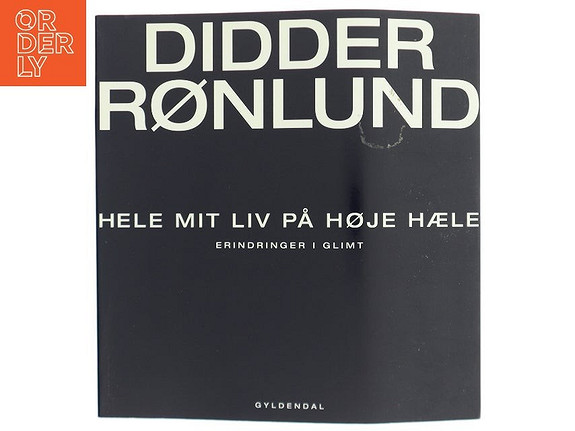 ORDERLY
DIDDER
RØNLUND
HELE MIT LIV PÅ HØJE HÆLE
ERINDRINGER I GLIMT
GYLDENDAL